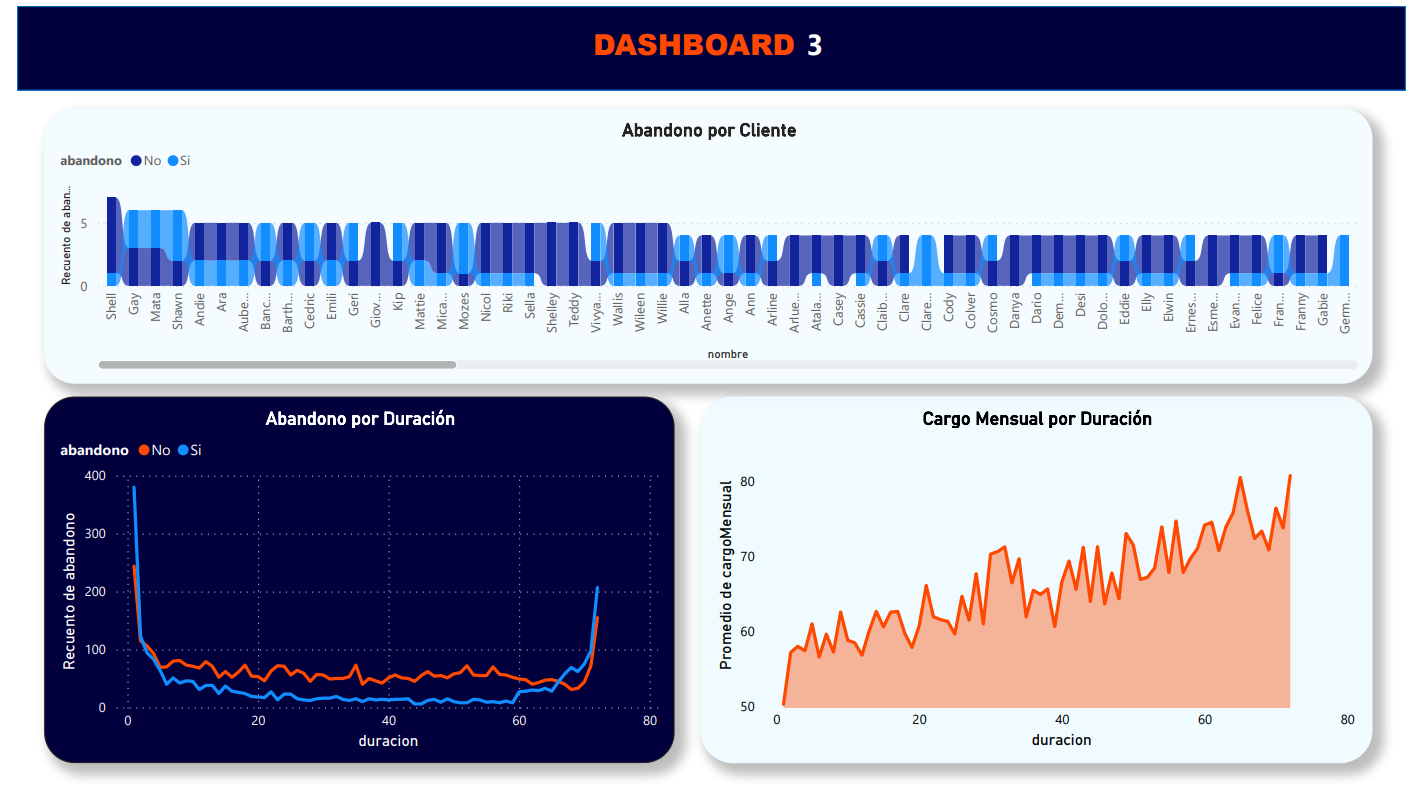 DASHBOARD 3
Abandono por Cliente
abandono No Si
Recuento de aban...
5
0
Shell Gay Mata Shawn Andie Ara Aube... Banc... Barth... Cedric Emili Geri Giov... Kip Mattie Mica... Mozes Nicol Riki Sella Shelley Teddy Vivya... Wallis Wileen Willie Alla Anette Ange Ann Arline Arlue... Atala... Casey Cassie Claib... Clare Clare... Cody Colver Cosmo Danya Dario Dem... Desi Dolo... Eddie Elly Elwin Ernes... Esme... Evan... Felice Fran... Franny Gabie Germ...
nombre
Abandono por Duración
abandono No Si
Recuento de abandono
400
300
200
100
0
0 20 40 60 80
duracion
Cargo Mensual por Duración
Promedio de cargoMensual
80
70
60
50
0 20 40 60 80
duracion